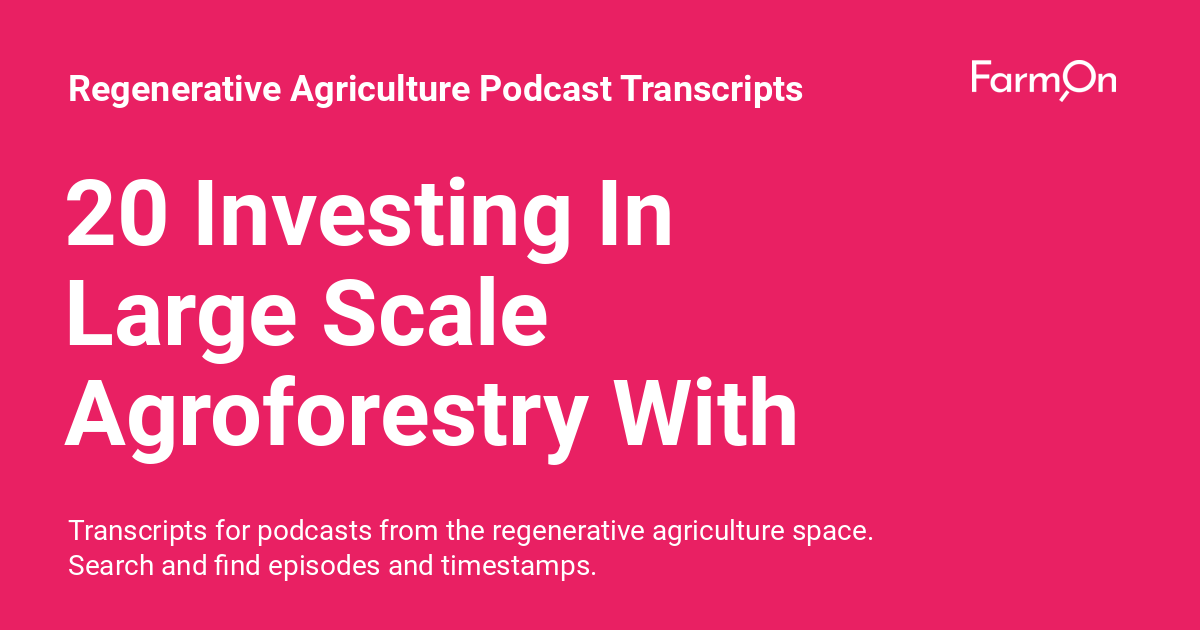 Regenerative Agriculture Podcast Transcripts
FarmOn
20 Investing In
Large Scale
Agroforestry With
Transcripts for podcasts from the regenerative agriculture space.
Search and find episodes and timestamps.